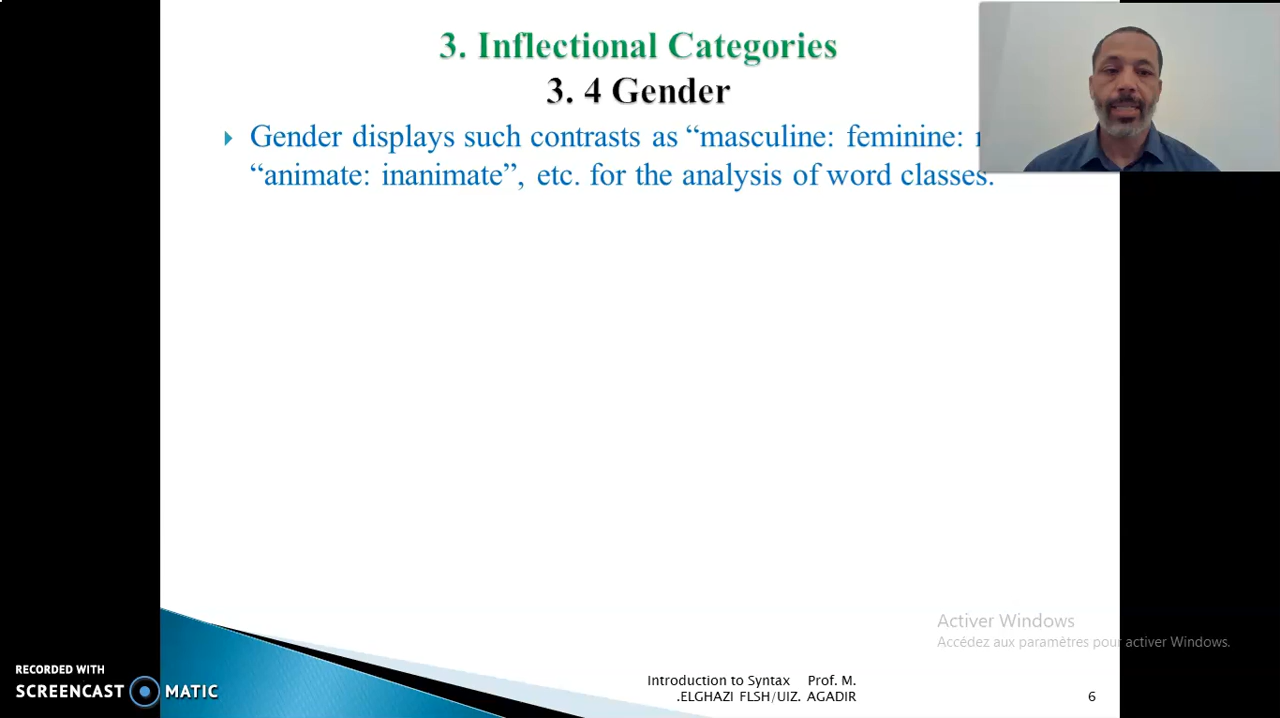 3. Inflectional Categories
3. 4 Gender
Gender displays such contrasts as “masculine: feminine:
“animate: inanimate”, etc. for the analysis of word classes.
Activer Windows
Accédez aux paramètres pour activer Windows.
RECORDED WITH
SCREENCAST MATIC
Introduction to Syntax Prof. M.
.ELGHAZI FLSH/UIZ. AGADIR
6